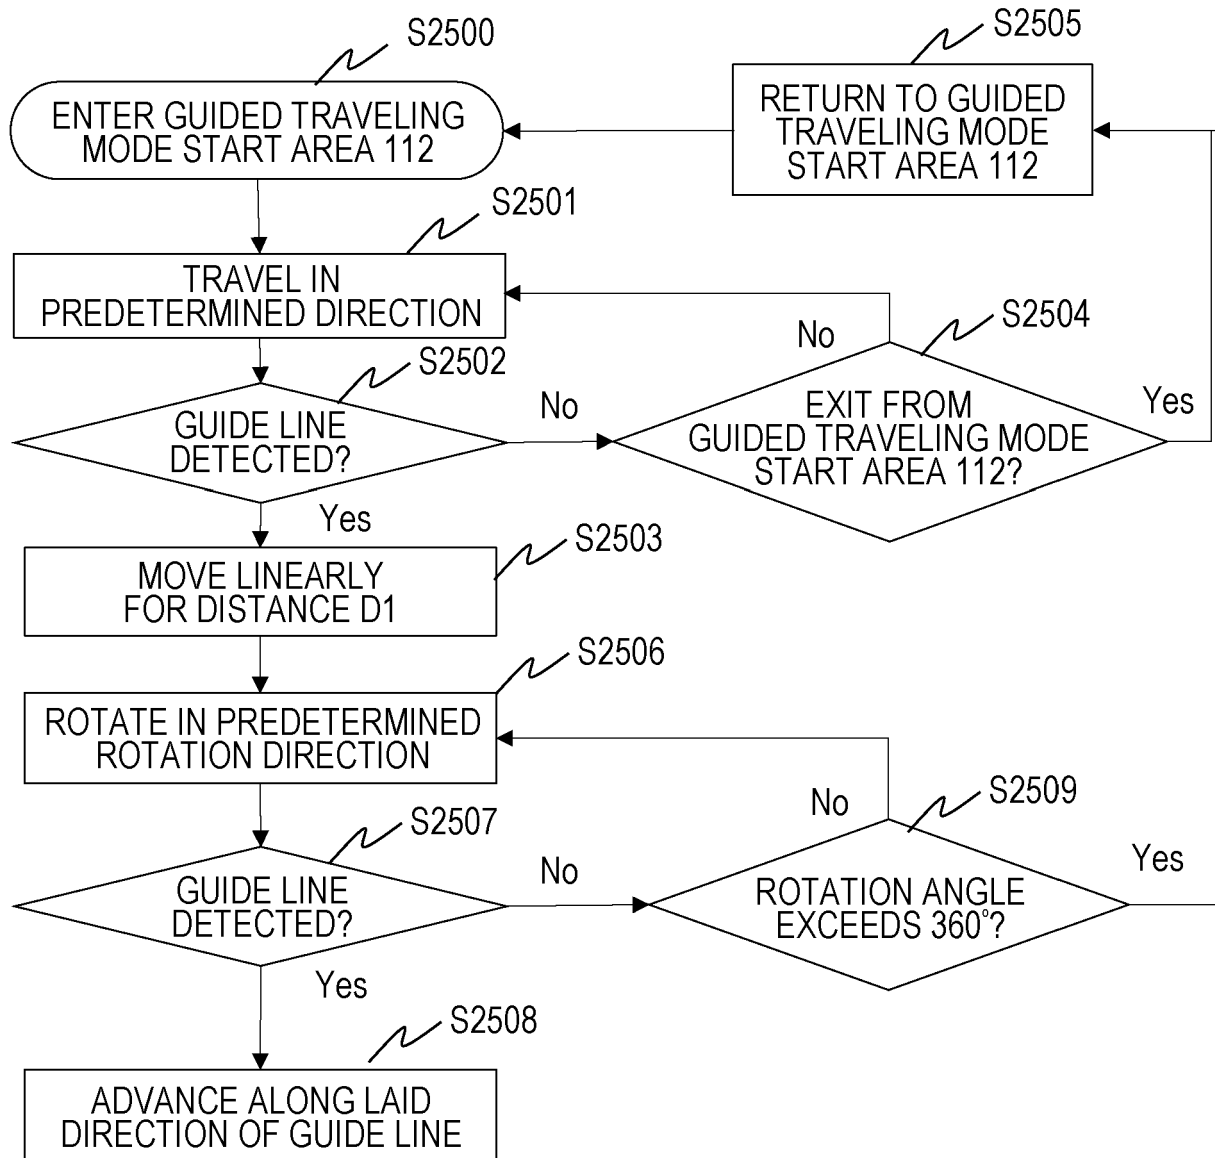 S2500
ENTER GUIDED TRAVELING
MODE START AREA 112
S2505
RETURN TO GUIDED
TRAVELING MODE
START AREA 112
S2501
TRAVEL IN
PREDETERMINED DIRECTION
S2502
GUIDE LINE
DETECTED?
No
Yes
S2504
No
EXIT FROM
GUIDED TRAVELING MODE
START AREA 112?
Yes
S2503
MOVE LINEARLY
FOR DISTANCE D1
S2506
ROTATE IN PREDETERMINED
ROTATION DIRECTION
S2507
GUIDE LINE
DETECTED?
No
Yes
S2509
No
ROTATION ANGLE
EXCEEDS 360°?
Yes
S2508
ADVANCE ALONG LAID
DIRECTION OF GUIDE LINE